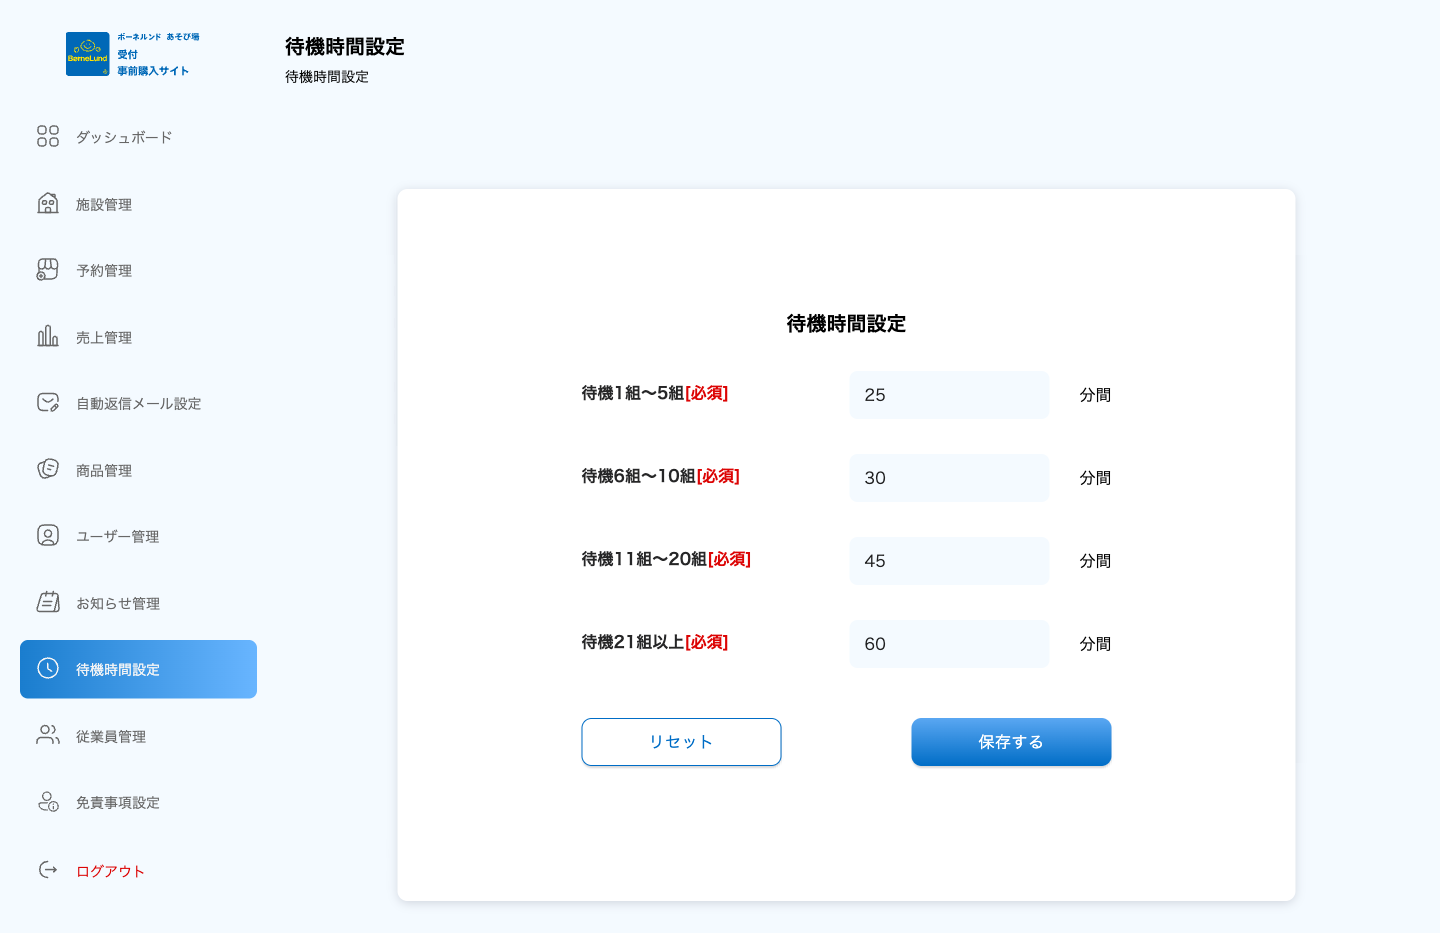 BørneLund
ボーネルンド あそび場
受付
事前購入サイト
待機時間設定
待機時間設定
ダッシュボード
施設管理
予約管理
売上管理
自動返信メール設定
商品管理
ユーザー管理
お知らせ管理
待機時間設定
従業員管理
免責事項設定
ログアウト
待機時間設定
待機1組〜5組[必須] 25 分間
待機6組〜10組[必須] 30 分間
待機11組〜20組[必須] 45 分間
待機21組以上[必須] 60 分間
リセット 保存する